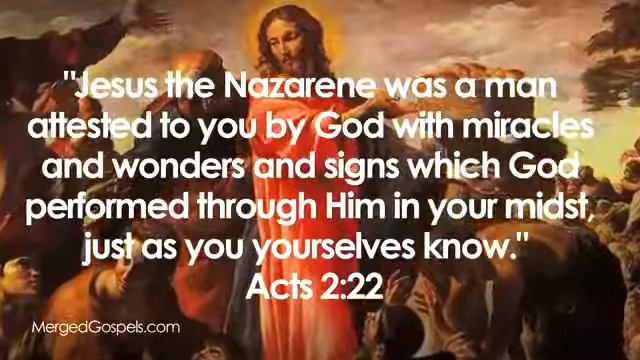 "Jesus the Nazarene was a man
attested to you by God with miracles
and wonders and signs which God
performed through Him in your midst,
just as you yourselves know."
Acts 2:22
MergedGospels.com